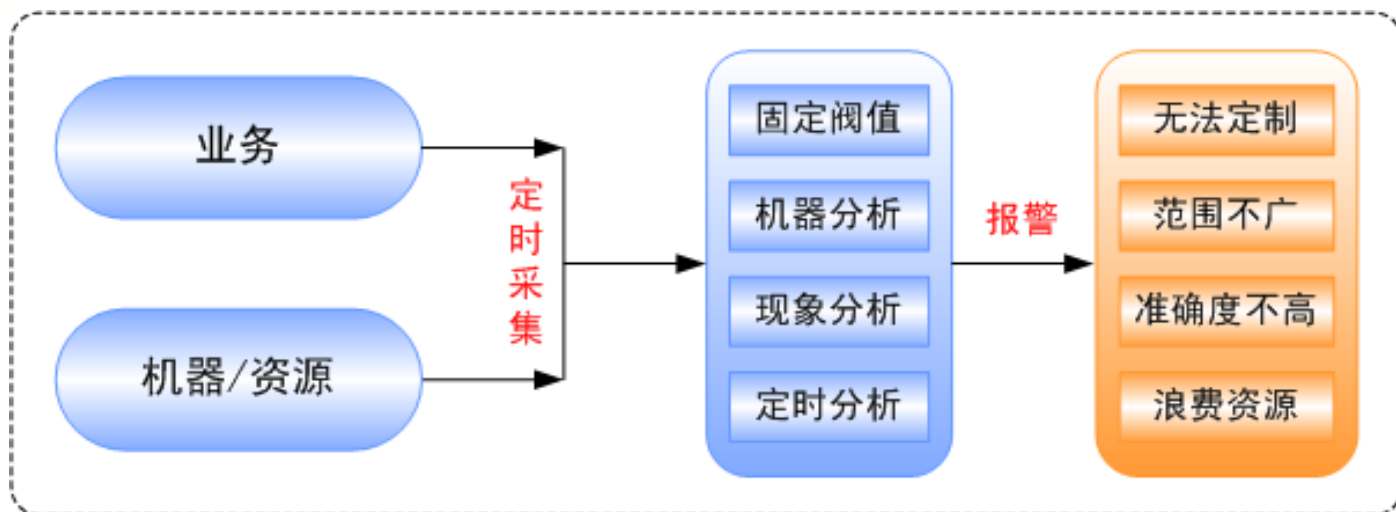 业务
机器/资源
定时采集
固定阀值
机器分析
现象分析
定时分析
报警
无法定制
范围不广
准确度不高
浪费资源